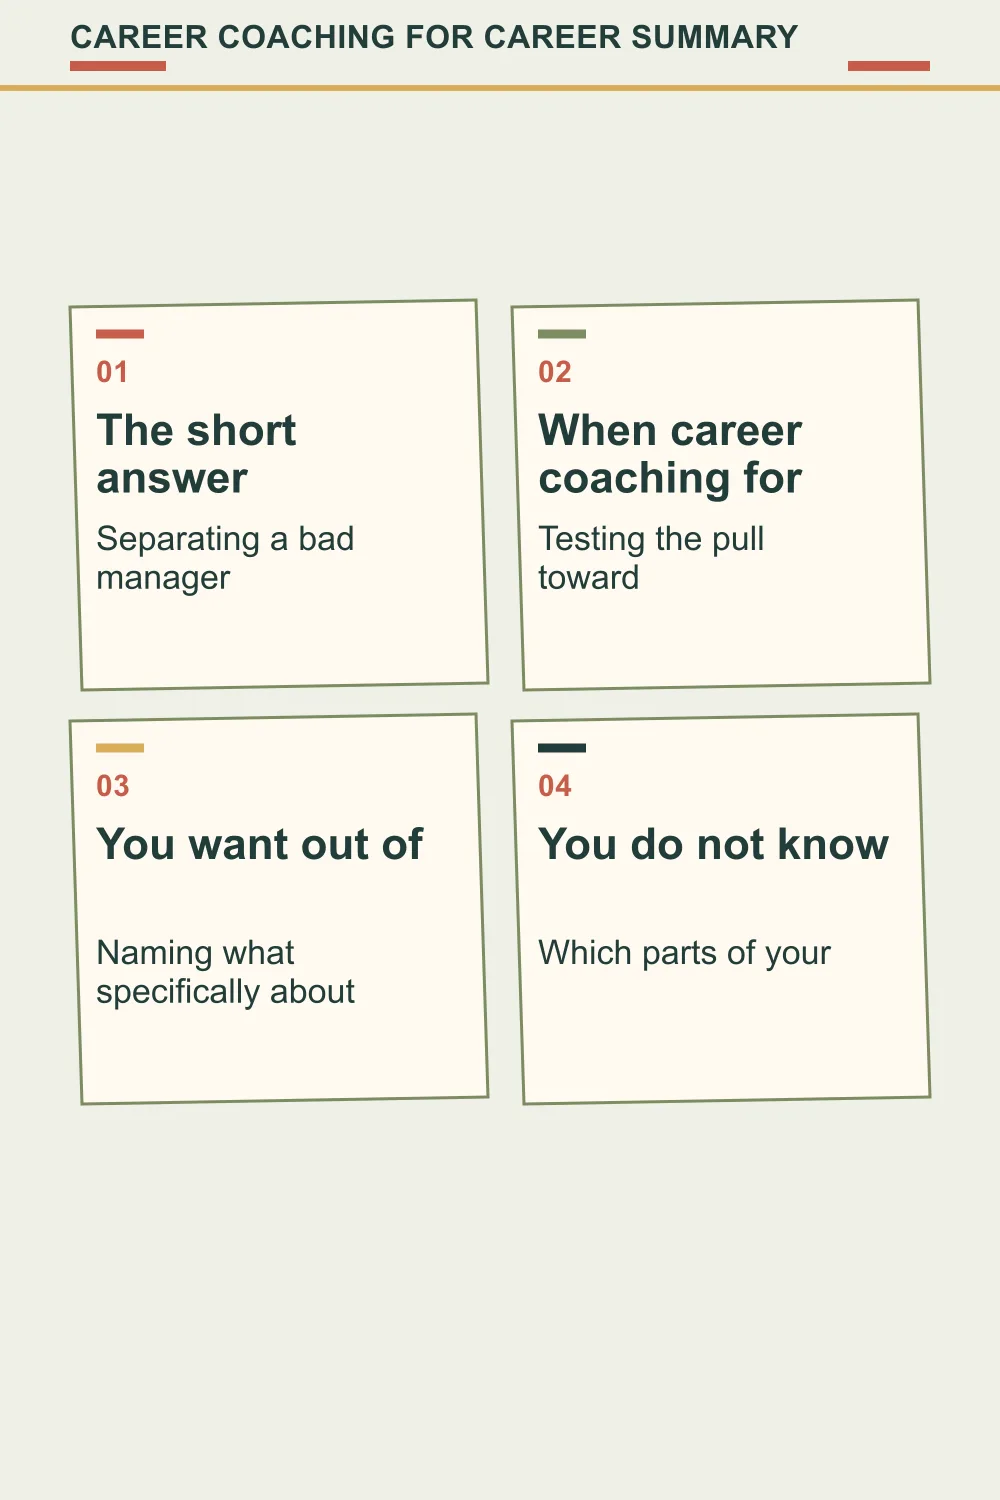 CAREER COACHING FOR CAREER SUMMARY
01
The short
answer
Separating a bad
manager
02
When career
coaching for
Testing the pull
toward
03
You want out of
Naming what
specifically about
04
You do not know
Which parts of your